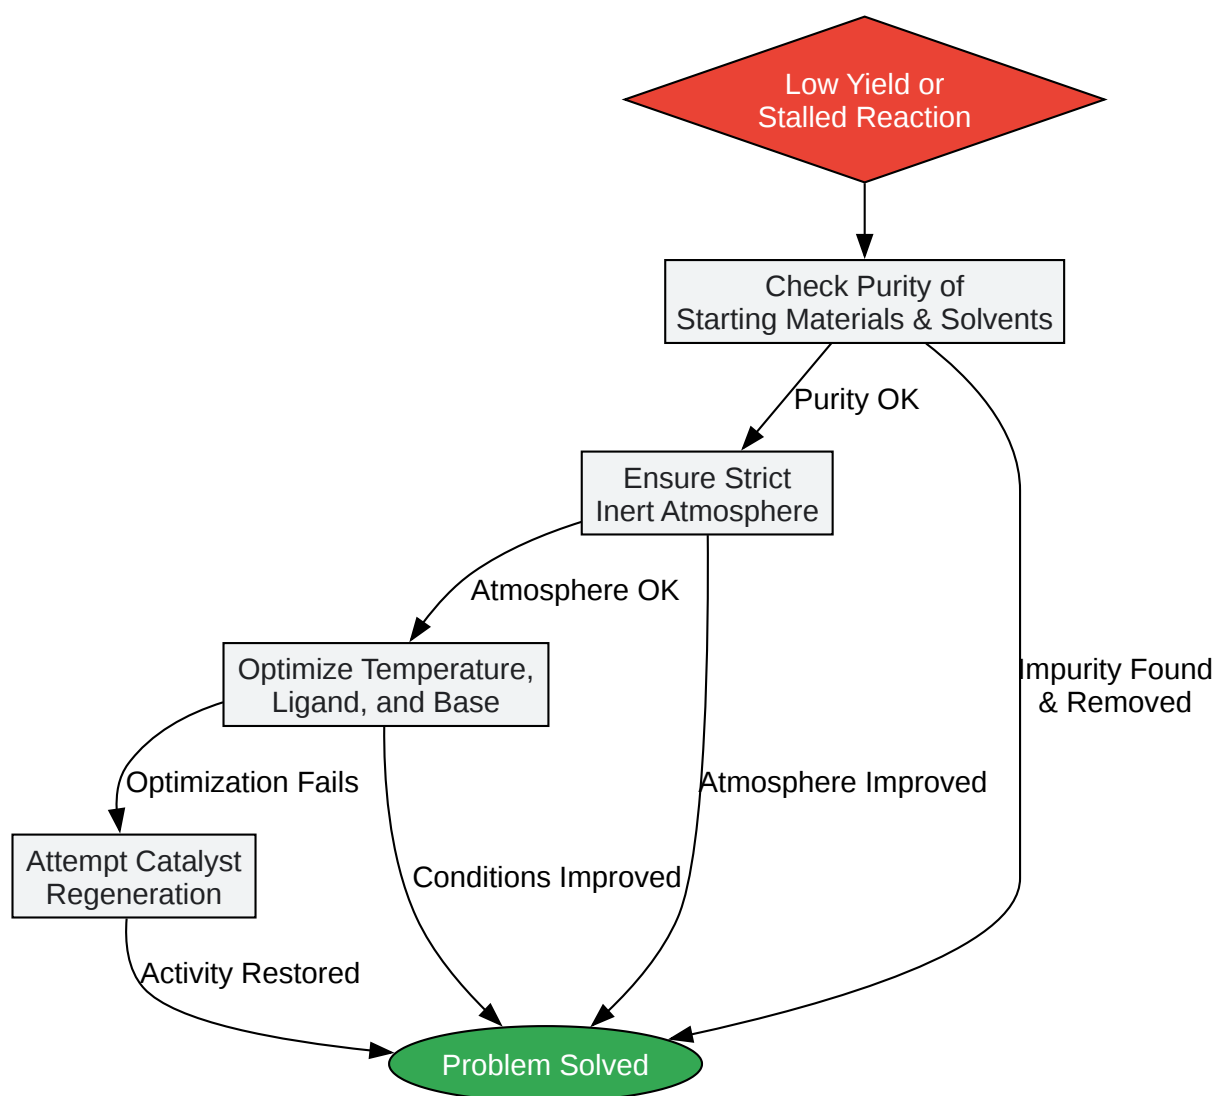 Low Yield or
Stalled Reaction
Check Purity of
Starting Materials & Solvents
Purity OK
Ensure Strict
Inert Atmosphere
Atmosphere OK
Optimize Temperature,
Ligand, and Base
Impurity Found
& Removed
Optimization Fails
Atmosphere Improved
Attempt Catalyst
Regeneration
Conditions Improved
Activity Restored
Problem Solved